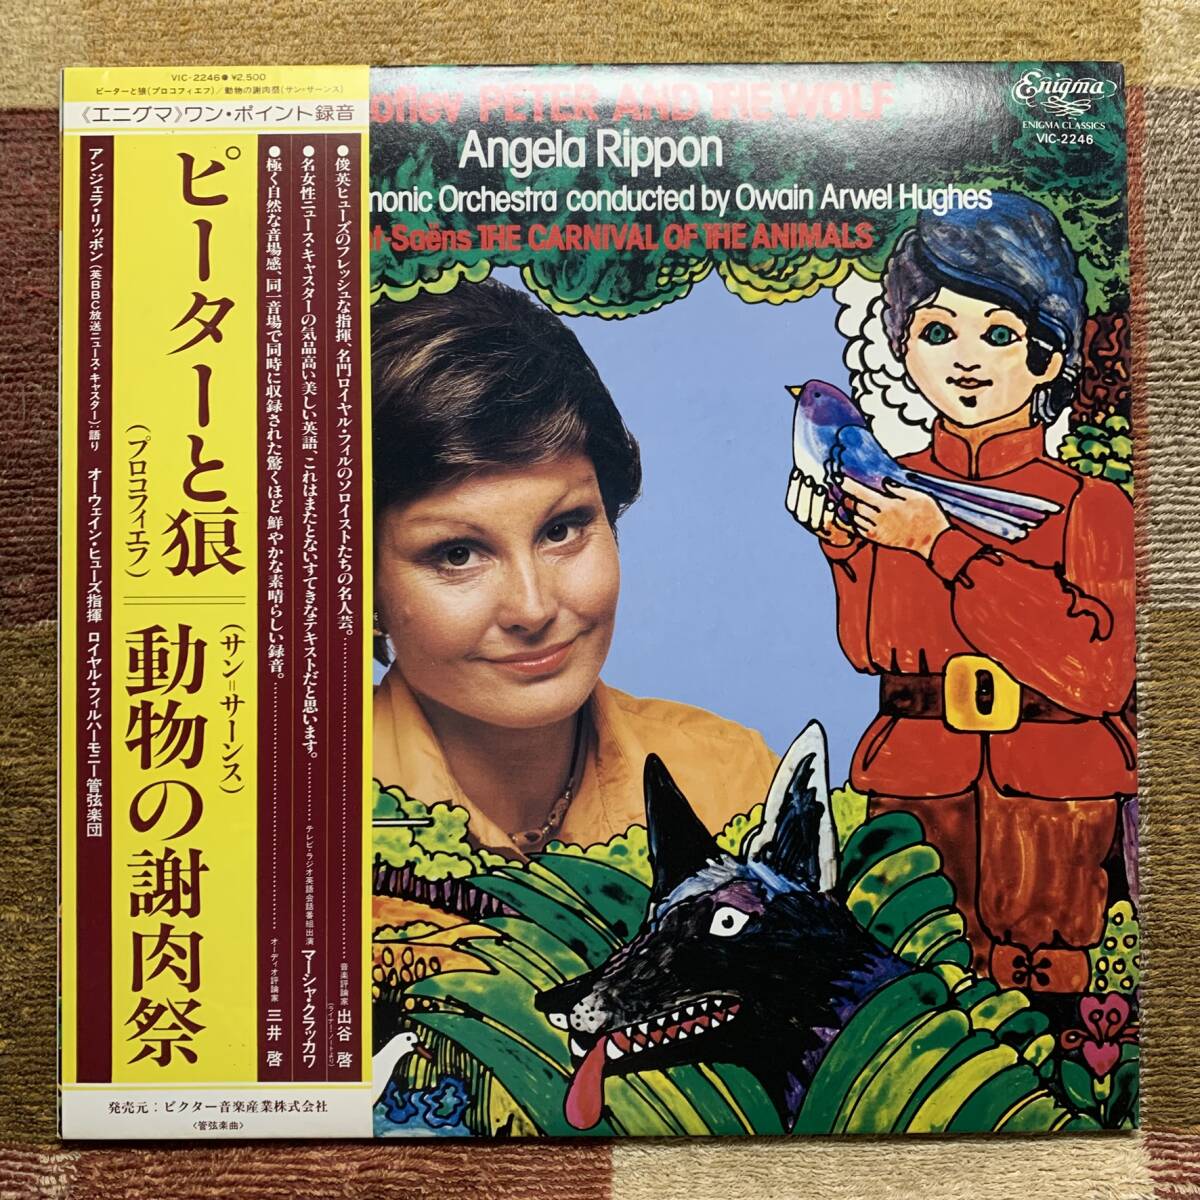 VIC-2246● ¥2,500
ピーターと狼(プロコフィエフ)/動物の謝肉祭(サン・サーンス)
《エニグマ》ワン・ポイント録音
●俊英ヒューズのフレッシュな指揮、名門ロイヤル・フィルのソロイストたちの名人芸。 音楽評論家 出谷 啓
●名女性ニュース・キャスターの気品高い美しい英語、これはまたとないすてきなテキストだと思います。 テレビ・ラジオ英語会話番組出演 マーシャ・クラッカワ
(ライナー・ノートより)
●極く自然な音場感、同一音場で同時に収録された驚くほど鮮やかな素晴らしい録音。 オーディオ評論家 三井 啓
ピーターと狼
(プロコフィエフ)
動物の謝肉祭
(サン=サーンス)
アンジェラ・リッポン(英BBC放送ニュース・キャスター):語り オーウェイン・ヒューズ指揮 ロイヤル・フィルハーモニー管弦楽団
発売元:ビクター音楽産業株式会社
〈管弦楽曲〉
ofiev PETER AND THE WOLF
Angela Rippon
monic Orchestra conducted by Owain Arwel Hughes
t-Saëns THE CARNIVAL OF THE ANIMALS
Enigma
ENIGMA CLASSICS
VIC-2246